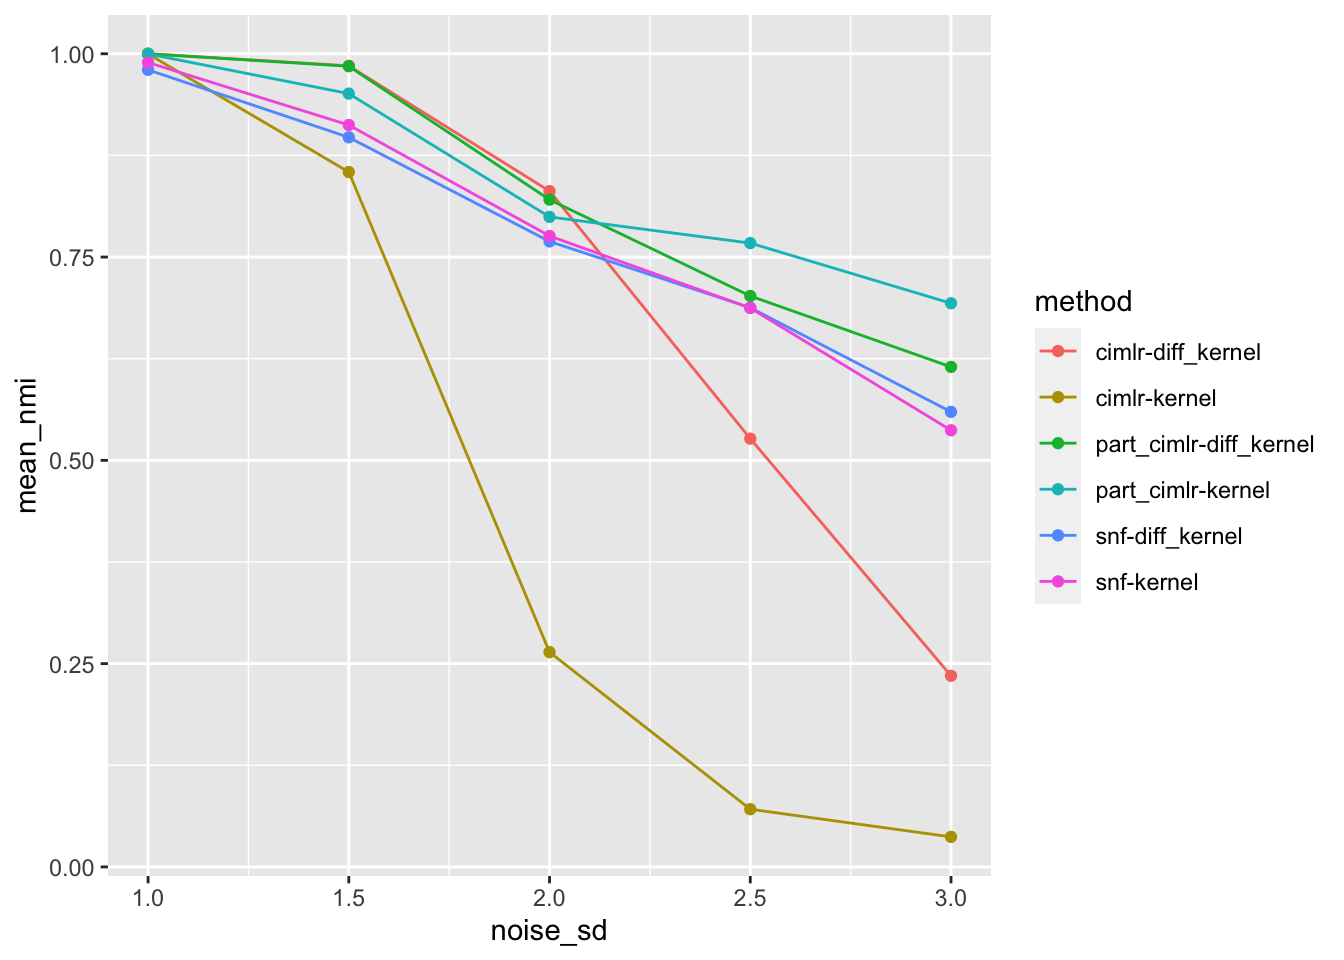 mean_nmi
1.00
0.75
0.50
0.25
0.00
1.0 1.5 2.0 2.5 3.0
noise_sd
method
cimlr-diff_kernel
cimlr-kernel
part_cimlr-diff_kernel
part_cimlr-kernel
snf-diff_kernel
snf-kernel